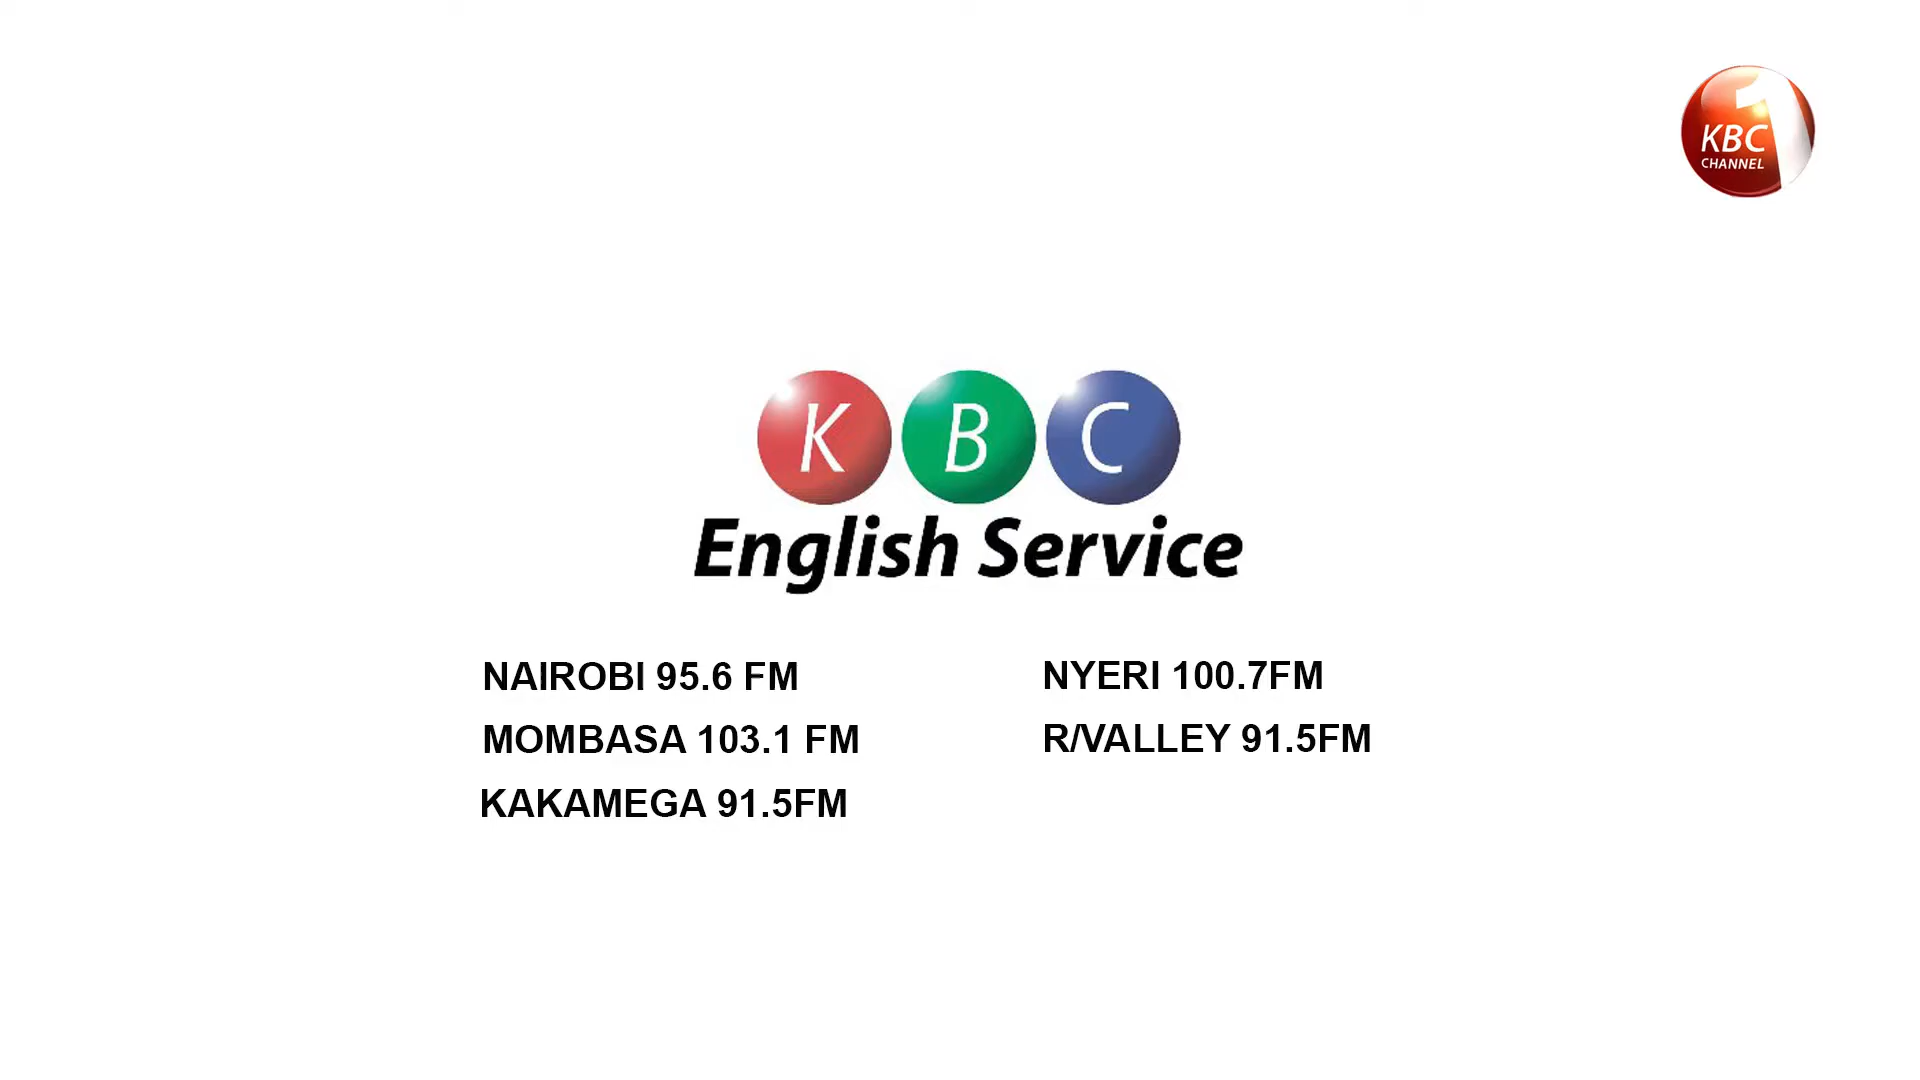 1
KBC
CHANNEL
K B C
English Service
NAIROBI 95.6 FM
MOMBASA 103.1 FM
KAKAMEGA 91.5FM
NYERI 100.7FM
R/VALLEY 91.5FM